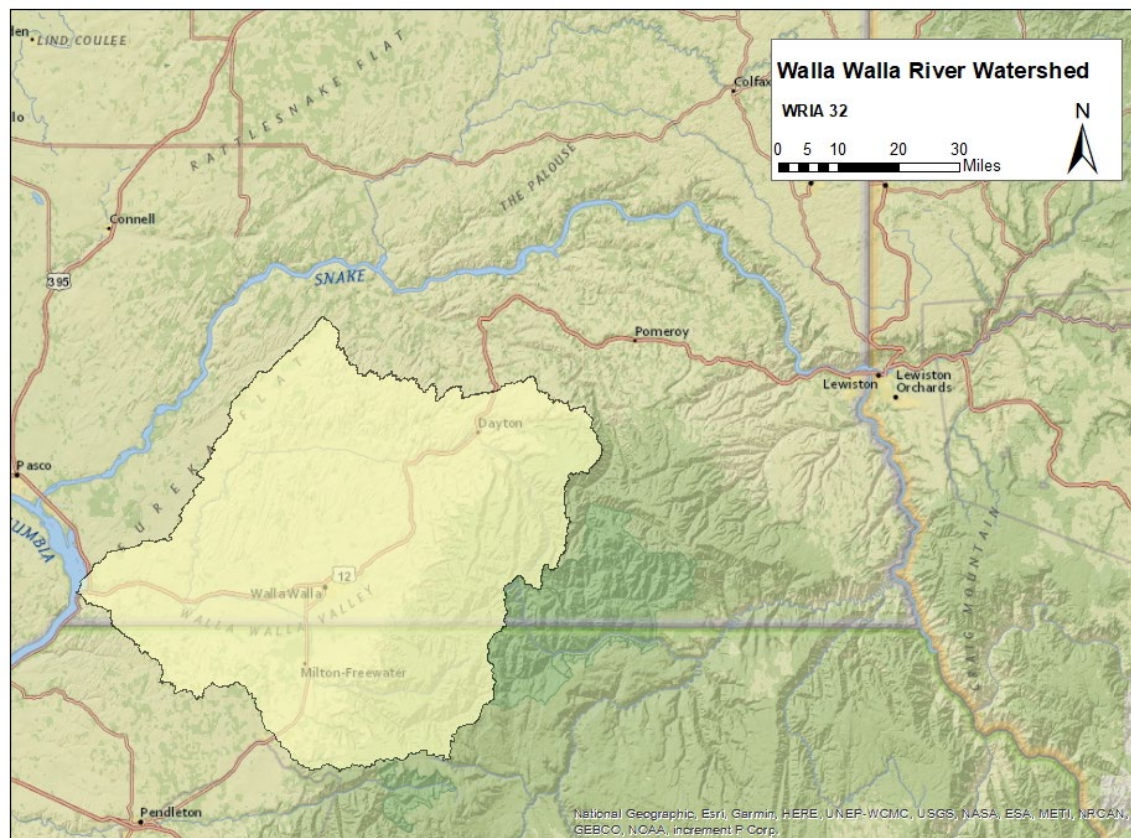 LIND COULEE
RATTLESNAKE FLAT
Colfax
Walla Walla River Watershed
WRIA 32
N
0 5 10 20 30
Miles
THE PALOUSE
Connell
395
SNAKE
Pomeroy
Lewiston
Lewiston
Orchards
Dayton
EUREKA FLAT
Pasco
UMBIA
12
Walla Walla
WALLA WALLA VALLEY
CRAIG MOUNTAIN
Milton-Freewater
Pendleton
National Geographic, Esri, Garmin, HERE, UNEP-WCMC, USGS, NASA, ESA, METI, NRCAN,
GEBCO, NOAA, increment P Corp.